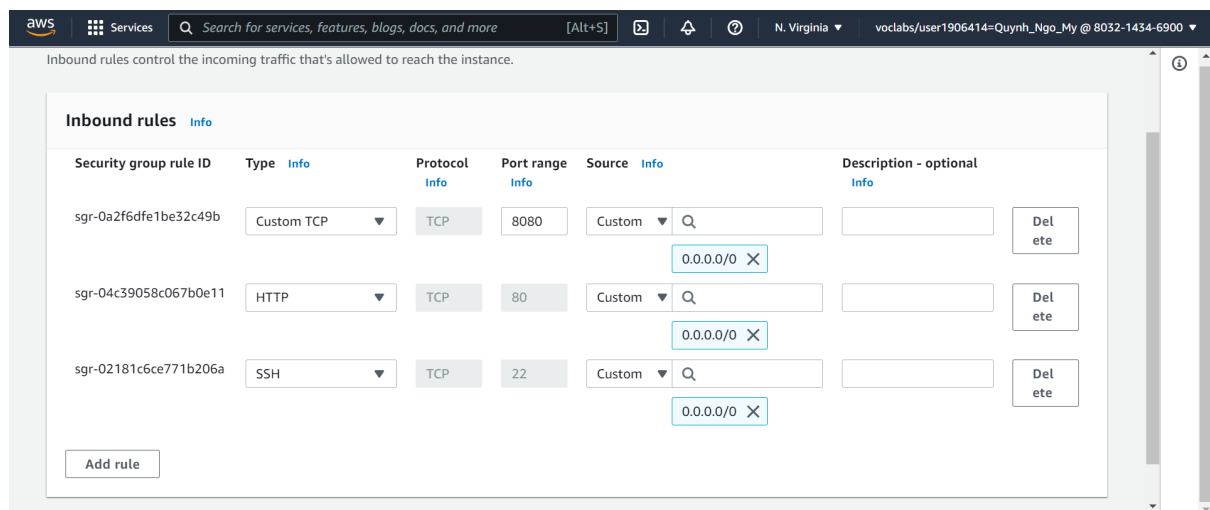 aws Services Search for services, features, blogs, docs, and more [Alt+S] N. Virginia ▼ voclabs/user1906414=Quynh_Ngo_My @ 8032-1434-6900 ▼
Inbound rules control the incoming traffic that's allowed to reach the instance.
Inbound rules Info
Security group rule ID Type Info Protocol Port range Source Info Description - optional
Info Info Info
sgr-0a2f6dfe1be32c49b Custom TCP TCP 8080 Custom Del
ete
0.0.0.0/0
sgr-04c39058c067b0e11 HTTP TCP 80 Custom Del
ete
0.0.0.0/0
sgr-02181c6ce771b206a SSH TCP 22 Custom Del
ete
0.0.0.0/0
Add rule